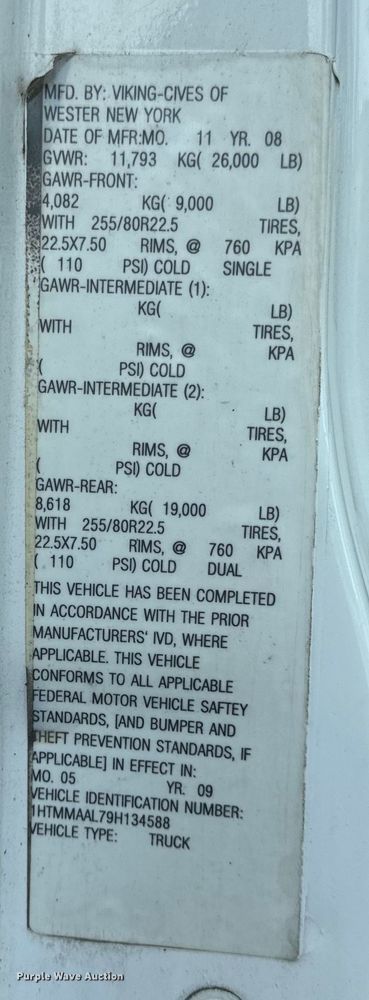 MFD. BY: VIKING-CIVES OF
WESTER NEW YORK
DATE OF MFR:MO. 11 YR. 08
GVWR: 11,793 KG( 26,000 LB)
GAWR-FRONT:
4,082 KG( 9,000 LB)
WITH 255/80R22.5 TIRES,
22.5X7.50 RIMS, @ 760 KPA
( 110 PSI) COLD SINGLE
GAWR-INTERMEDIATE (1):
KG( LB)
WITH TIRES,
RIMS, @ KPA
( PSI) COLD
GAWR-INTERMEDIATE (2):
KG( LB)
WITH TIRES,
RIMS, @ KPA
( PSI) COLD
GAWR-REAR:
8,618 KG( 19,000 LB)
WITH 255/80R22.5 TIRES,
22.5X7.50 RIMS, @ 760 KPA
( 110 PSI) COLD DUAL
THIS VEHICLE HAS BEEN COMPLETED
IN ACCORDANCE WITH THE PRIOR
MANUFACTURERS' IVD, WHERE
APPLICABLE. THIS VEHICLE
CONFORMS TO ALL APPLICABLE
FEDERAL MOTOR VEHICLE SAFTEY
STANDARDS, [AND BUMPER AND
THEFT PREVENTION STANDARDS, IF
APPLICABLE] IN EFFECT IN:
MO. 05 YR. 09
VEHICLE IDENTIFICATION NUMBER:
1HTMMAAL79H134588
VEHICLE TYPE: TRUCK
Purple Wave Auction